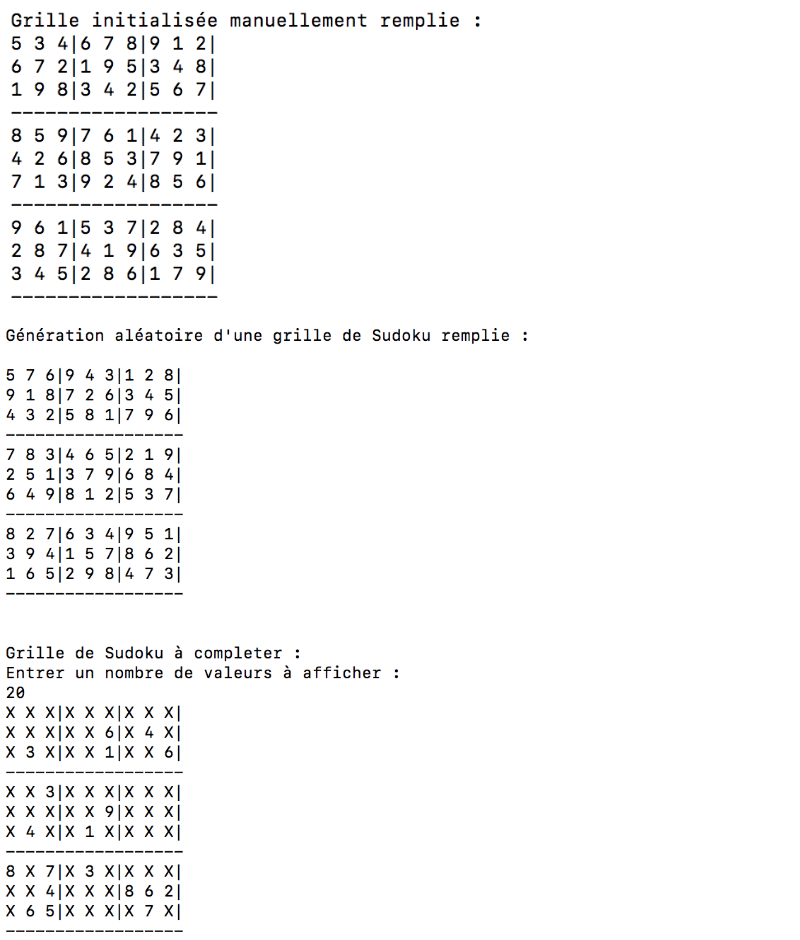 Grille initialisée manuellement remplie :
5 3 4|6 7 8|9 1 2|
6 7 2|1 9 5|3 4 8|
1 9 8|3 4 2|5 6 7|
------------------
8 5 9|7 6 1|4 2 3|
4 2 6|8 5 3|7 9 1|
7 1 3|9 2 4|8 5 6|
------------------
9 6 1|5 3 7|2 8 4|
2 8 7|4 1 9|6 3 5|
3 4 5|2 8 6|1 7 9|
------------------
Génération aléatoire d'une grille de Sudoku remplie :
5 7 6|9 4 3|1 2 8|
9 1 8|7 2 6|3 4 5|
4 3 2|5 8 1|7 9 6|
------------------
7 8 3|4 6 5|2 1 9|
2 5 1|3 7 9|6 8 4|
6 4 9|8 1 2|5 3 7|
------------------
8 2 7|6 3 4|9 5 1|
3 9 4|1 5 7|8 6 2|
1 6 5|2 9 8|4 7 3|
------------------
Grille de Sudoku à completer :
Entrer un nombre de valeurs à afficher :
20
X X X|X X X|X X X|
X X X|X X 6|X 4 X|
X 3 X|X X 1|X X 6|
------------------
X X 3|X X X|X X X|
X X X|X X 9|X X X|
X 4 X|X 1 X|X X X|
------------------
8 X 7|X 3 X|X X X|
X X 4|X X X|8 6 2|
X 6 5|X X X|X 7 X|
------------------